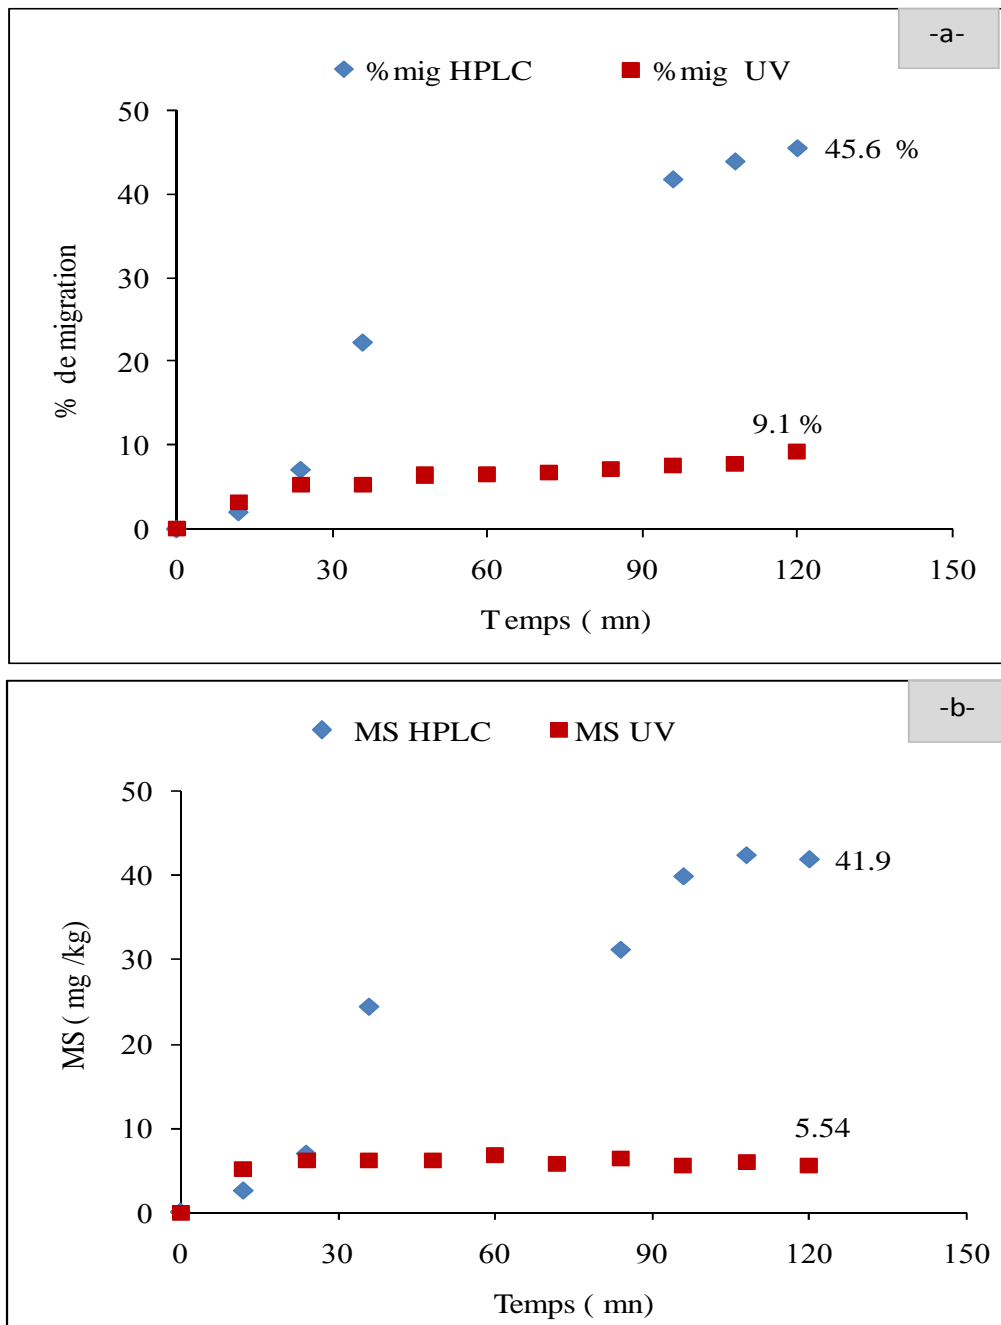 -a-
%mig HPLC %mig UV
50
40
30
20
10
0
% de migration
45.6 %
9.1 %
0 30 60 90 120 150
Temps ( mn)
-b-
MS HPLC MS UV
50
40
30
20
10
0
MS ( mg /kg)
41.9
5.54
0 30 60 90 120 150
Temps ( mn)